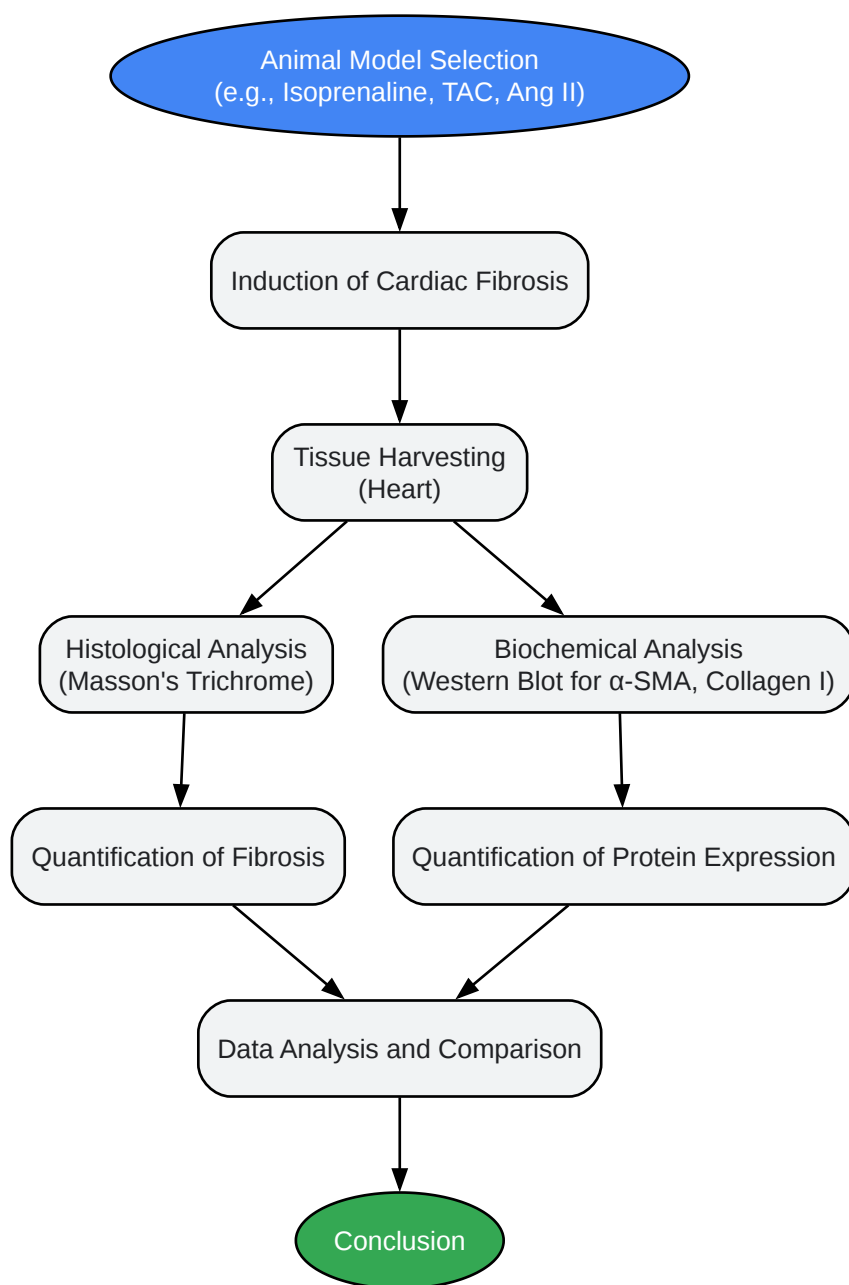 Animal Model Selection
(e.g., Isoprenaline, TAC, Ang II)
Induction of Cardiac Fibrosis
Tissue Harvesting
(Heart)
Histological Analysis
(Masson's Trichrome)
Biochemical Analysis
(Western Blot for α-SMA, Collagen I)
Quantification of Fibrosis
Quantification of Protein Expression
Data Analysis and Comparison
Conclusion